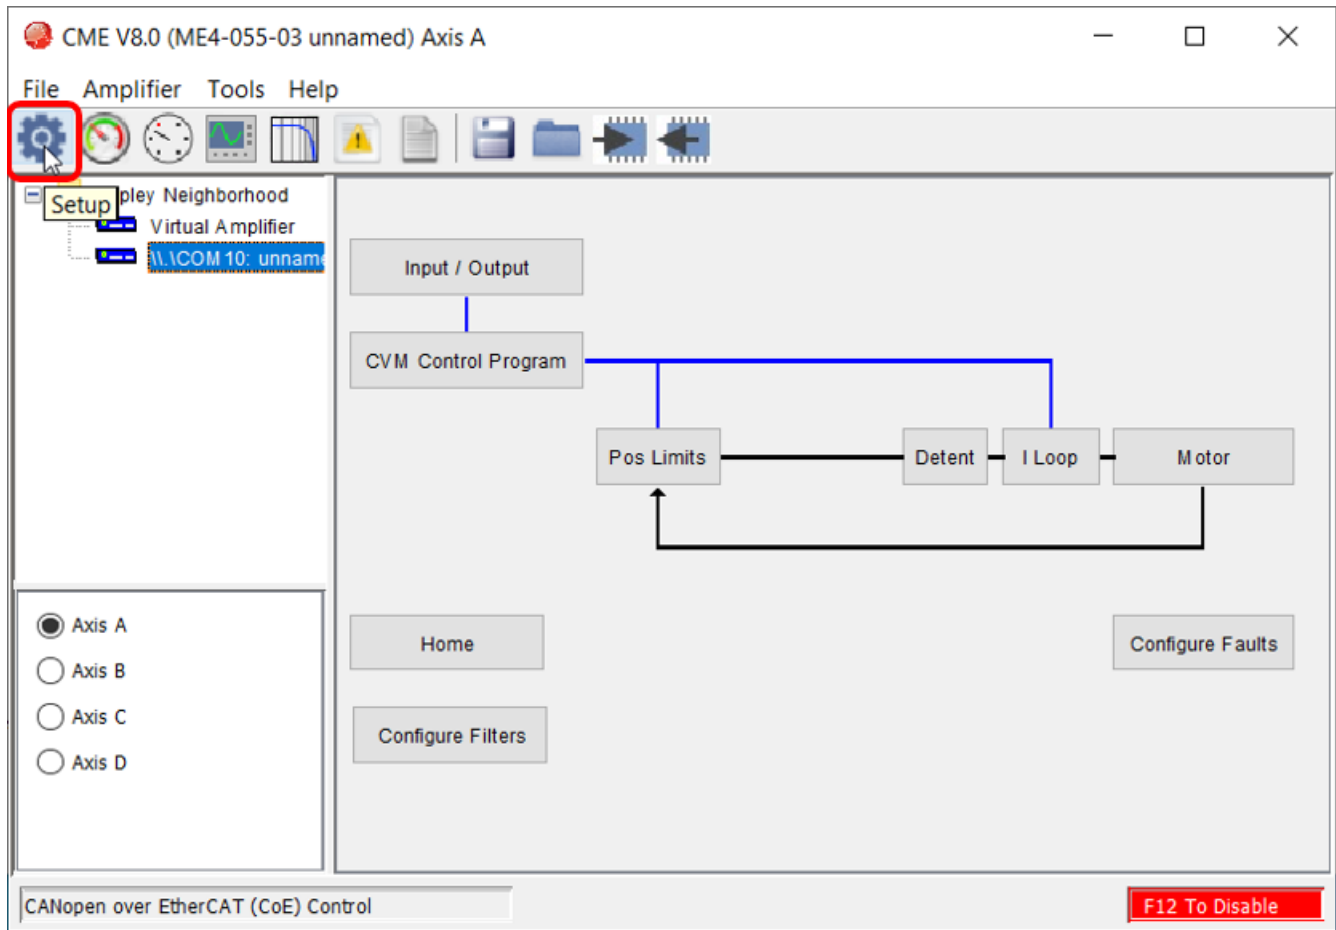 CME V8.0 (ME4-055-03 unnamed) Axis A
File Amplifier Tools Help
Setup
pley Neighborhood
Virtual Amplifier
\\.\COM10: unname
Input / Output
CVM Control Program
Pos Limits
Detent
I Loop
Motor
Axis A
Axis B
Axis C
Axis D
Home
Configure Faults
Configure Filters
CANopen over EtherCAT (CoE) Control
F12 To Disable